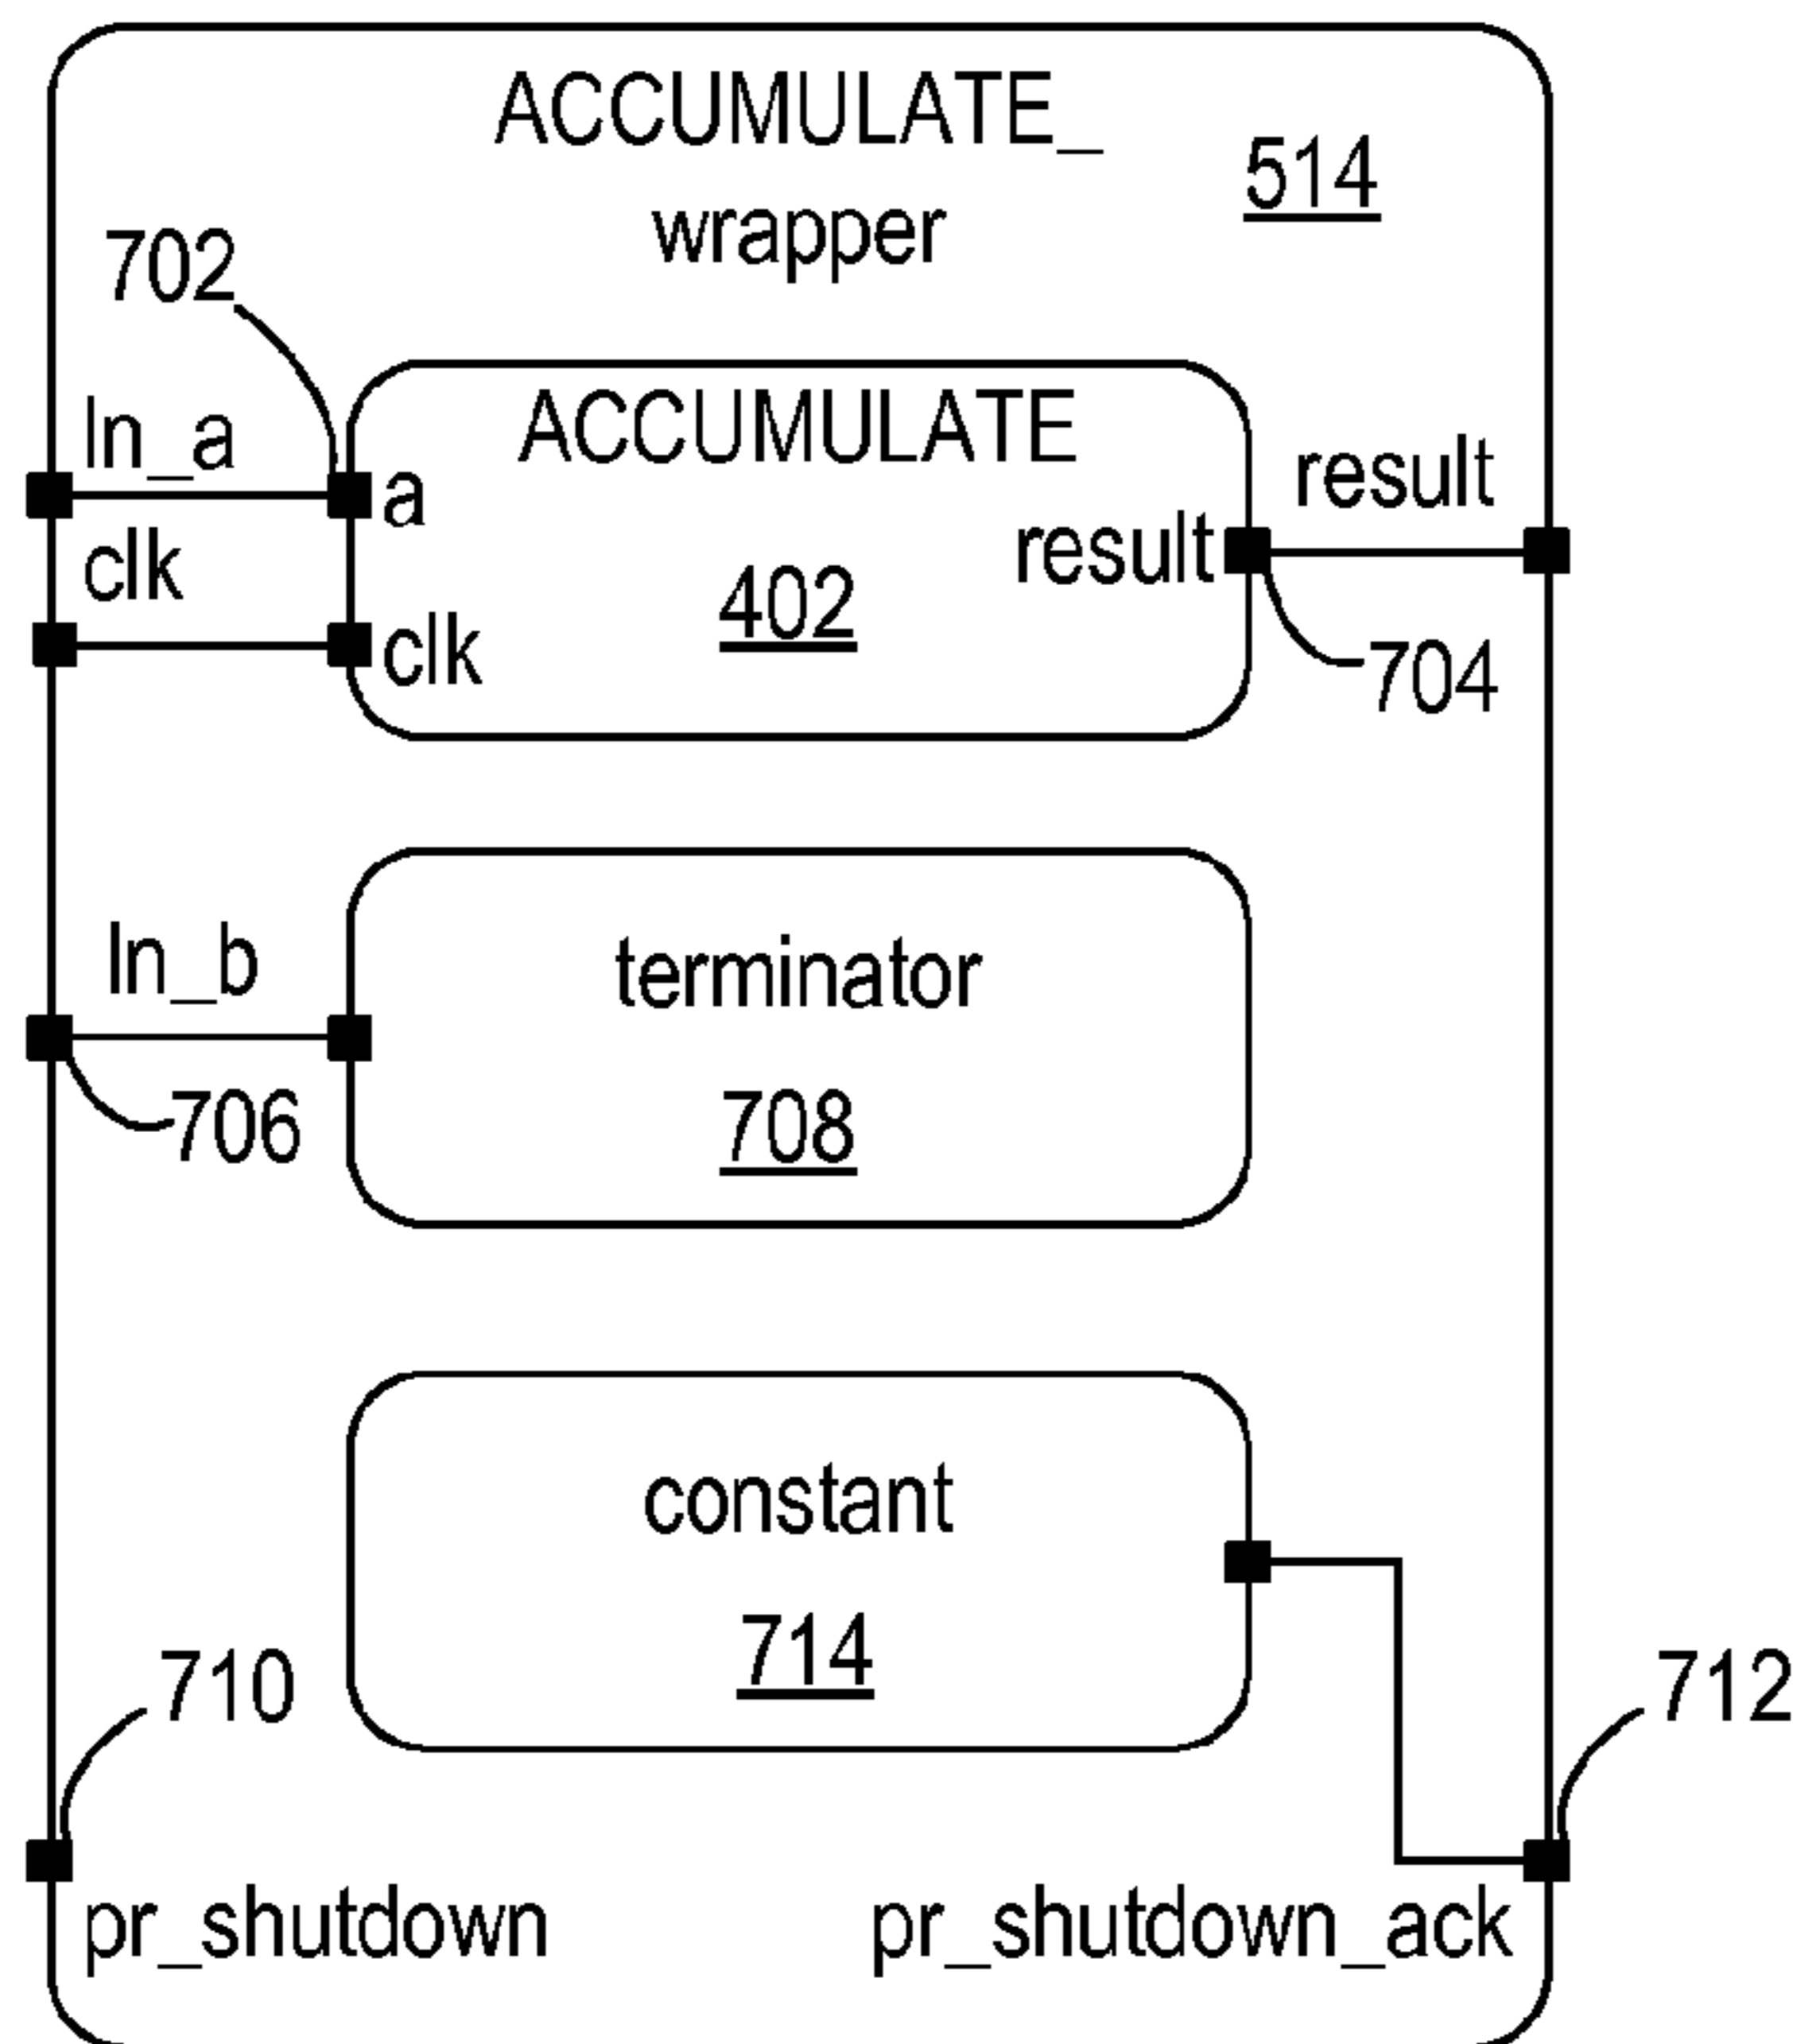 ACCUMULATE_
wrapper
514
702
In_a
ACCUMULATE
a
result
result
clk
402
clk
704
In_b
terminator
706
708
constant
714
710
712
pr_shutdown
pr_shutdown_ack